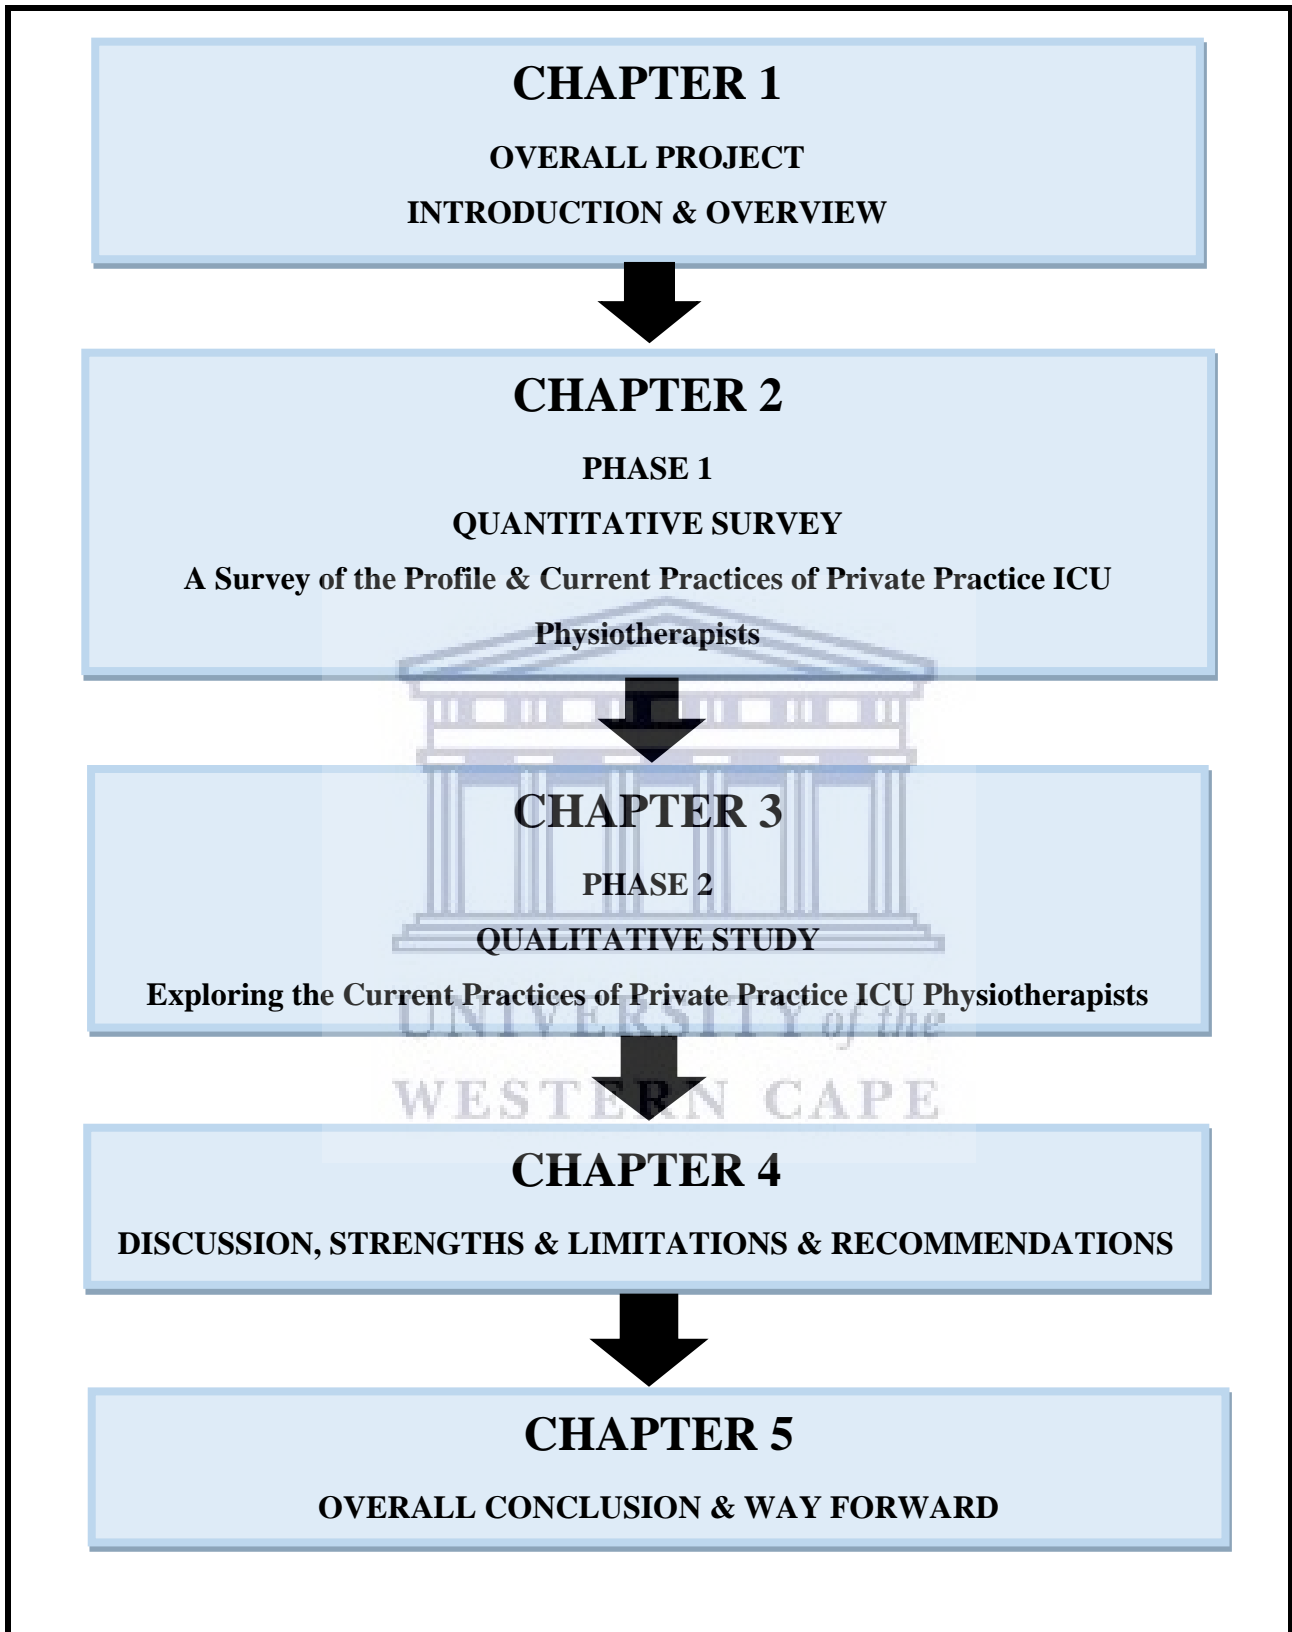 CHAPTER 1
OVERALL PROJECT
INTRODUCTION & OVERVIEW
CHAPTER 2
PHASE 1
QUANTITATIVE SURVEY
A Survey of the Profile & Current Practices of Private Practice ICU
Physiotherapists
CHAPTER 3
PHASE 2
QUALITATIVE STUDY
Exploring the Current Practices of Private Practice ICU Physiotherapists
UNIVERSITY of the
WESTERN CAPE
CHAPTER 4
DISCUSSION, STRENGTHS & LIMITATIONS & RECOMMENDATIONS
CHAPTER 5
OVERALL CONCLUSION & WAY FORWARD